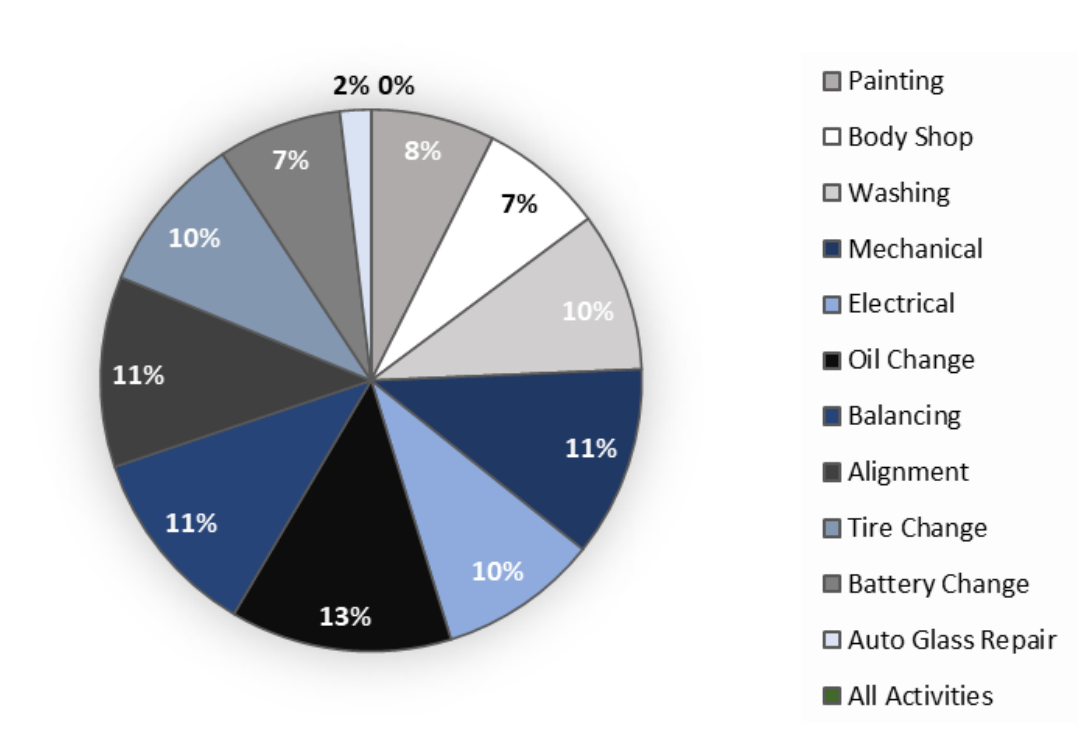 2% 0%
8%
7%
7%
10%
10%
11%
11%
11%
10%
13%
Painting
Body Shop
Washing
Mechanical
Electrical
Oil Change
Balancing
Alignment
Tire Change
Battery Change
Auto Glass Repair
All Activities